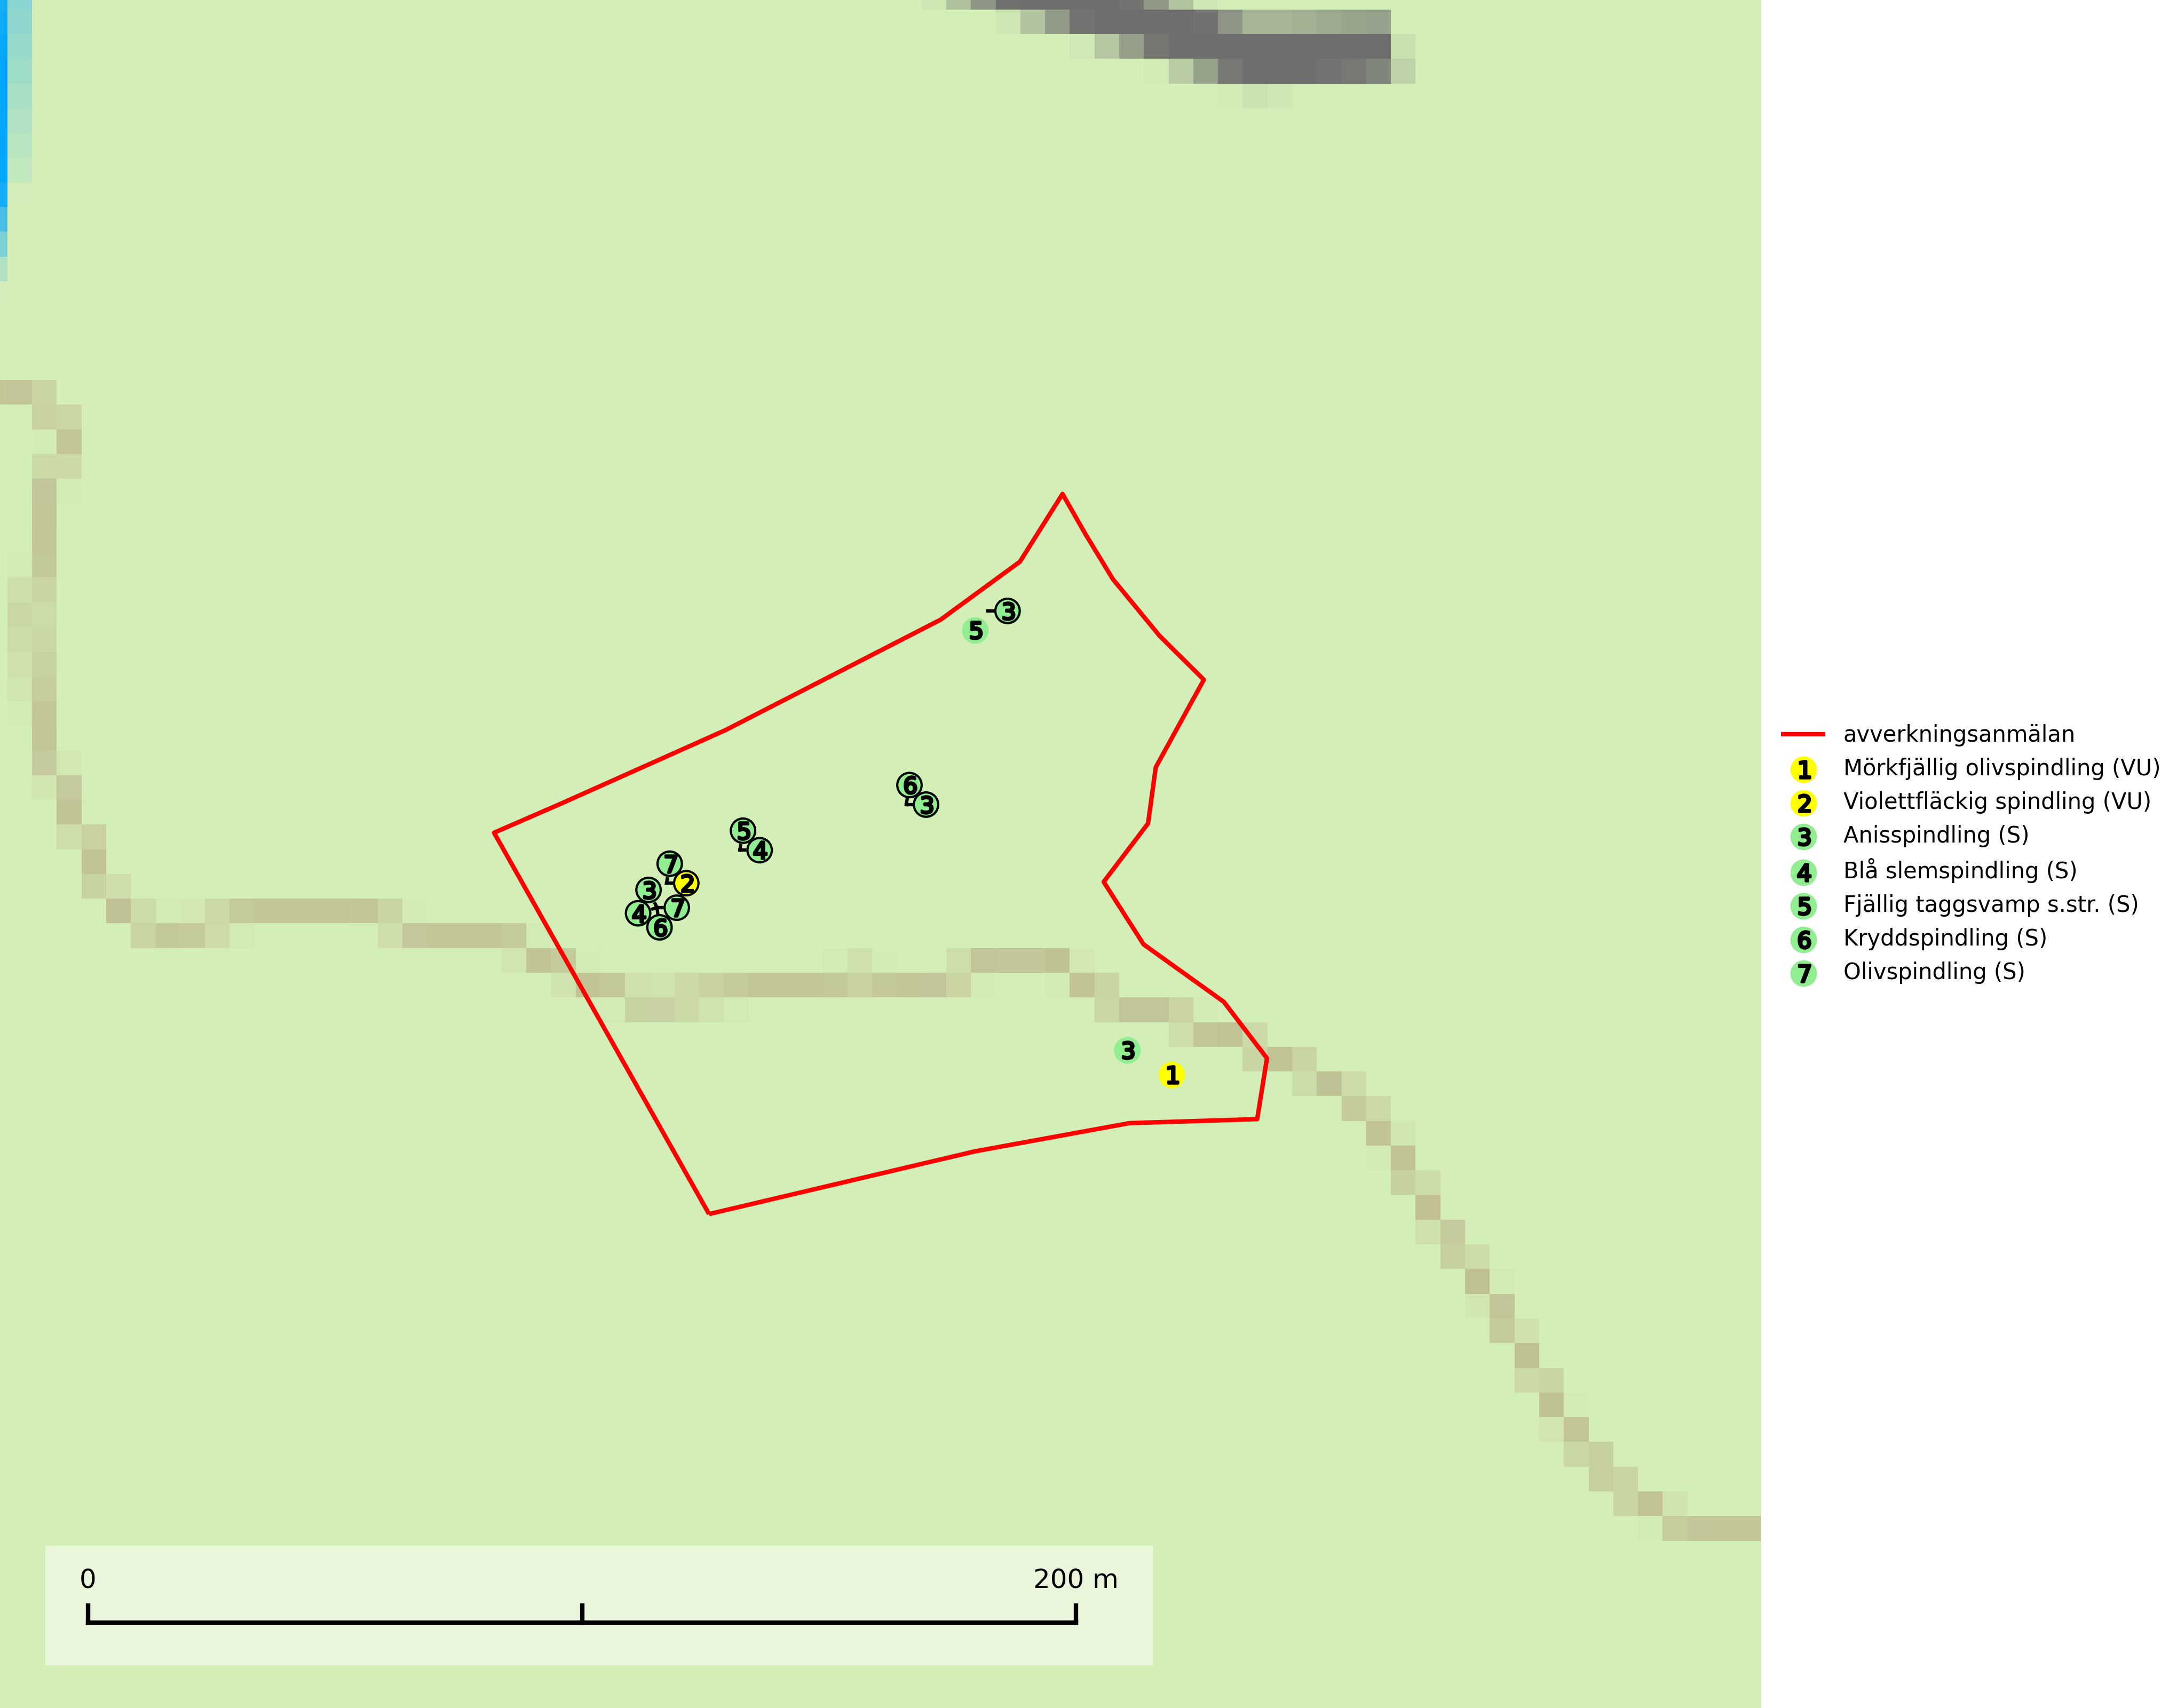 3
5
6
3
5
4
7
2
3
7
4
6
3
1
avverkningsanmälan
1 Mörkfjällig olivspindling (VU)
2 Violettfläckig spindling (VU)
3 Anisspindling (S)
4 Blå slemspindling (S)
5 Fjällig taggsvamp s.str. (S)
6 Kryddspindling (S)
7 Olivspindling (S)
0 200 m